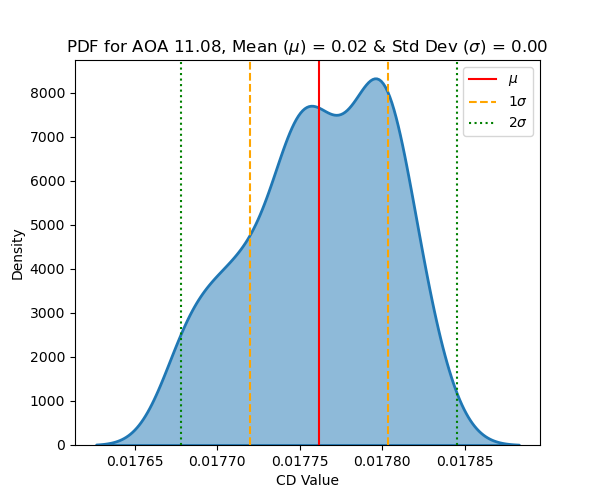 PDF for AOA 11.08, Mean (μ) = 0.02 & Std Dev (σ) = 0.00
μ
1σ
2σ
8000
7000
6000
5000
4000
3000
2000
1000
0
Density
0.01765 0.01770 0.01775 0.01780 0.01785
CD Value